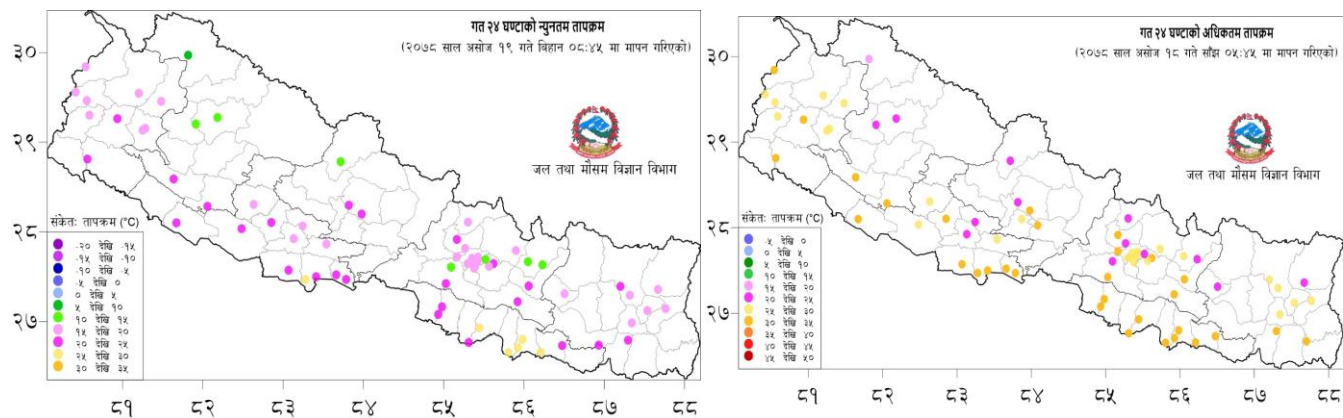 गत २४ घण्टाको न्युनतम तापक्रम
(२०७८ साल असोज १९ गते बिहान ०८:४५ मा मापन गरिएको)
जल तथा मौसम विज्ञान विभाग
३०
२९
२८
२७
संकेतः तापक्रम (°C)
-२० देखि -१५
-१५ देखि -१०
-१० देखि -५
-५ देखि ०
० देखि ५
५ देखि १०
१० देखि १५
१५ देखि २०
२० देखि २५
२५ देखि ३०
३० देखि ३५
८१ ८२ ८३ ८४ ८५ ८६ ८७ ८८
गत २४ घण्टाको अधिकतम तापक्रम
(२०७८ साल असोज १८ गते साँझ ०५:४५ मा मापन गरिएको)
जल तथा मौसम विज्ञान विभाग
३०
२९
२८
२७
संकेतः तापक्रम (°C)
-५ देखि ०
० देखि ५
५ देखि १०
१० देखि १५
१५ देखि २०
२० देखि २५
२५ देखि ३०
३० देखि ३५
३५ देखि ४०
४० देखि ४५
४५ देखि ५०
८१ ८२ ८३ ८४ ८५ ८६ ८७ ८८